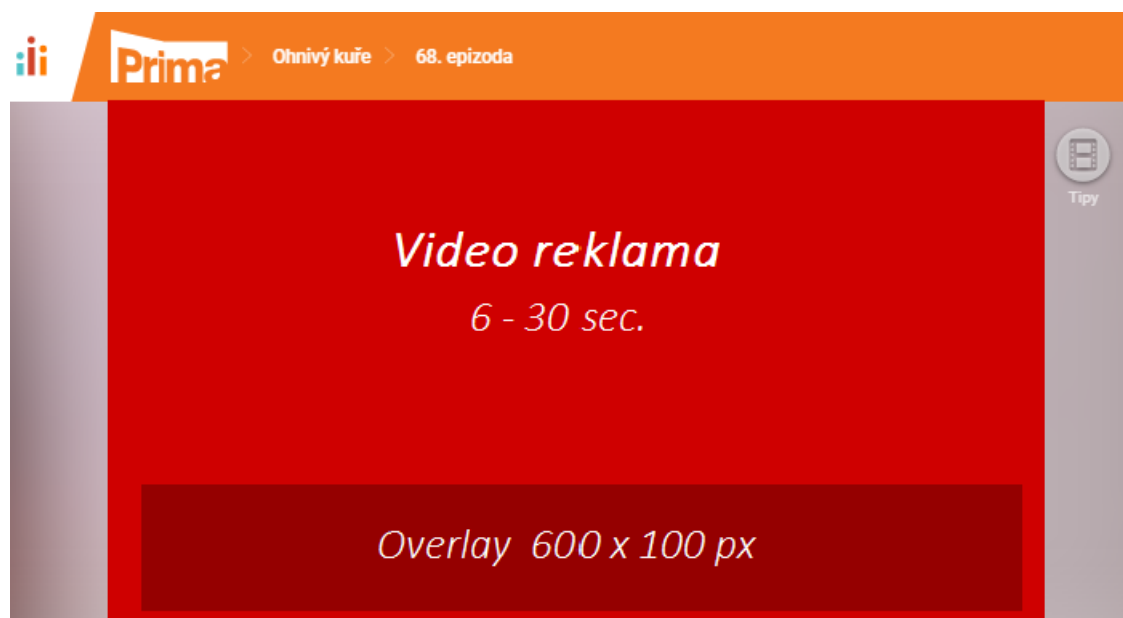 Prima
Ohnivý kuře
68. epizoda
Tipy
Video reklama
6 - 30 sec.
Overlay 600 x 100 px